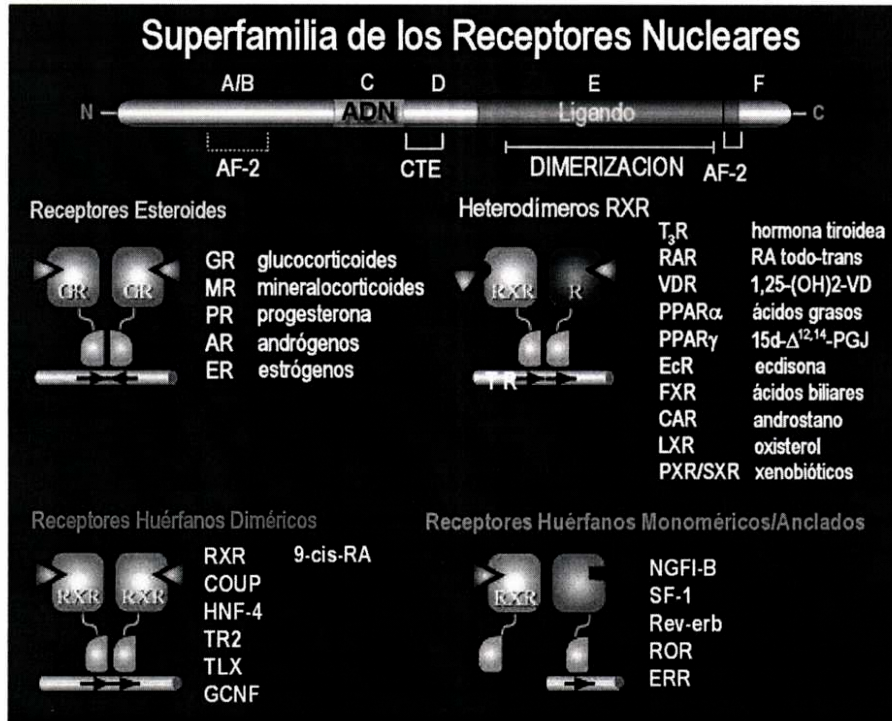 Superfamilia de los Receptores Nucleares
A/B C D E F
N ADN Ligando C
AF-2 CTE DIMERIZACION AF-2
Receptores Esteroides
GR GR
GR glucocorticoides
MR mineralocorticoides
PR progesterona
AR andrógenos
ER estrógenos
Heterodímeros RXR
RXR R
T₃R hormona tiroidea
RAR RA todo-trans
VDR 1,25-(OH)2-VD
PPARα ácidos grasos
PPARγ 15d-Δ¹²,¹⁴-PGJ
EcR ecdisona
FXR ácidos biliares
CAR androstano
LXR oxisterol
PXR/SXR xenobióticos
Receptores Huérfanos Diméricos
RXR RXR
RXR 9-cis-RA
COUP
HNF-4
TR2
TLX
GCNF
Receptores Huérfanos Monoméricos/Anclados
RXR
NGFI-B
SF-1
Rev-erb
ROR
ERR